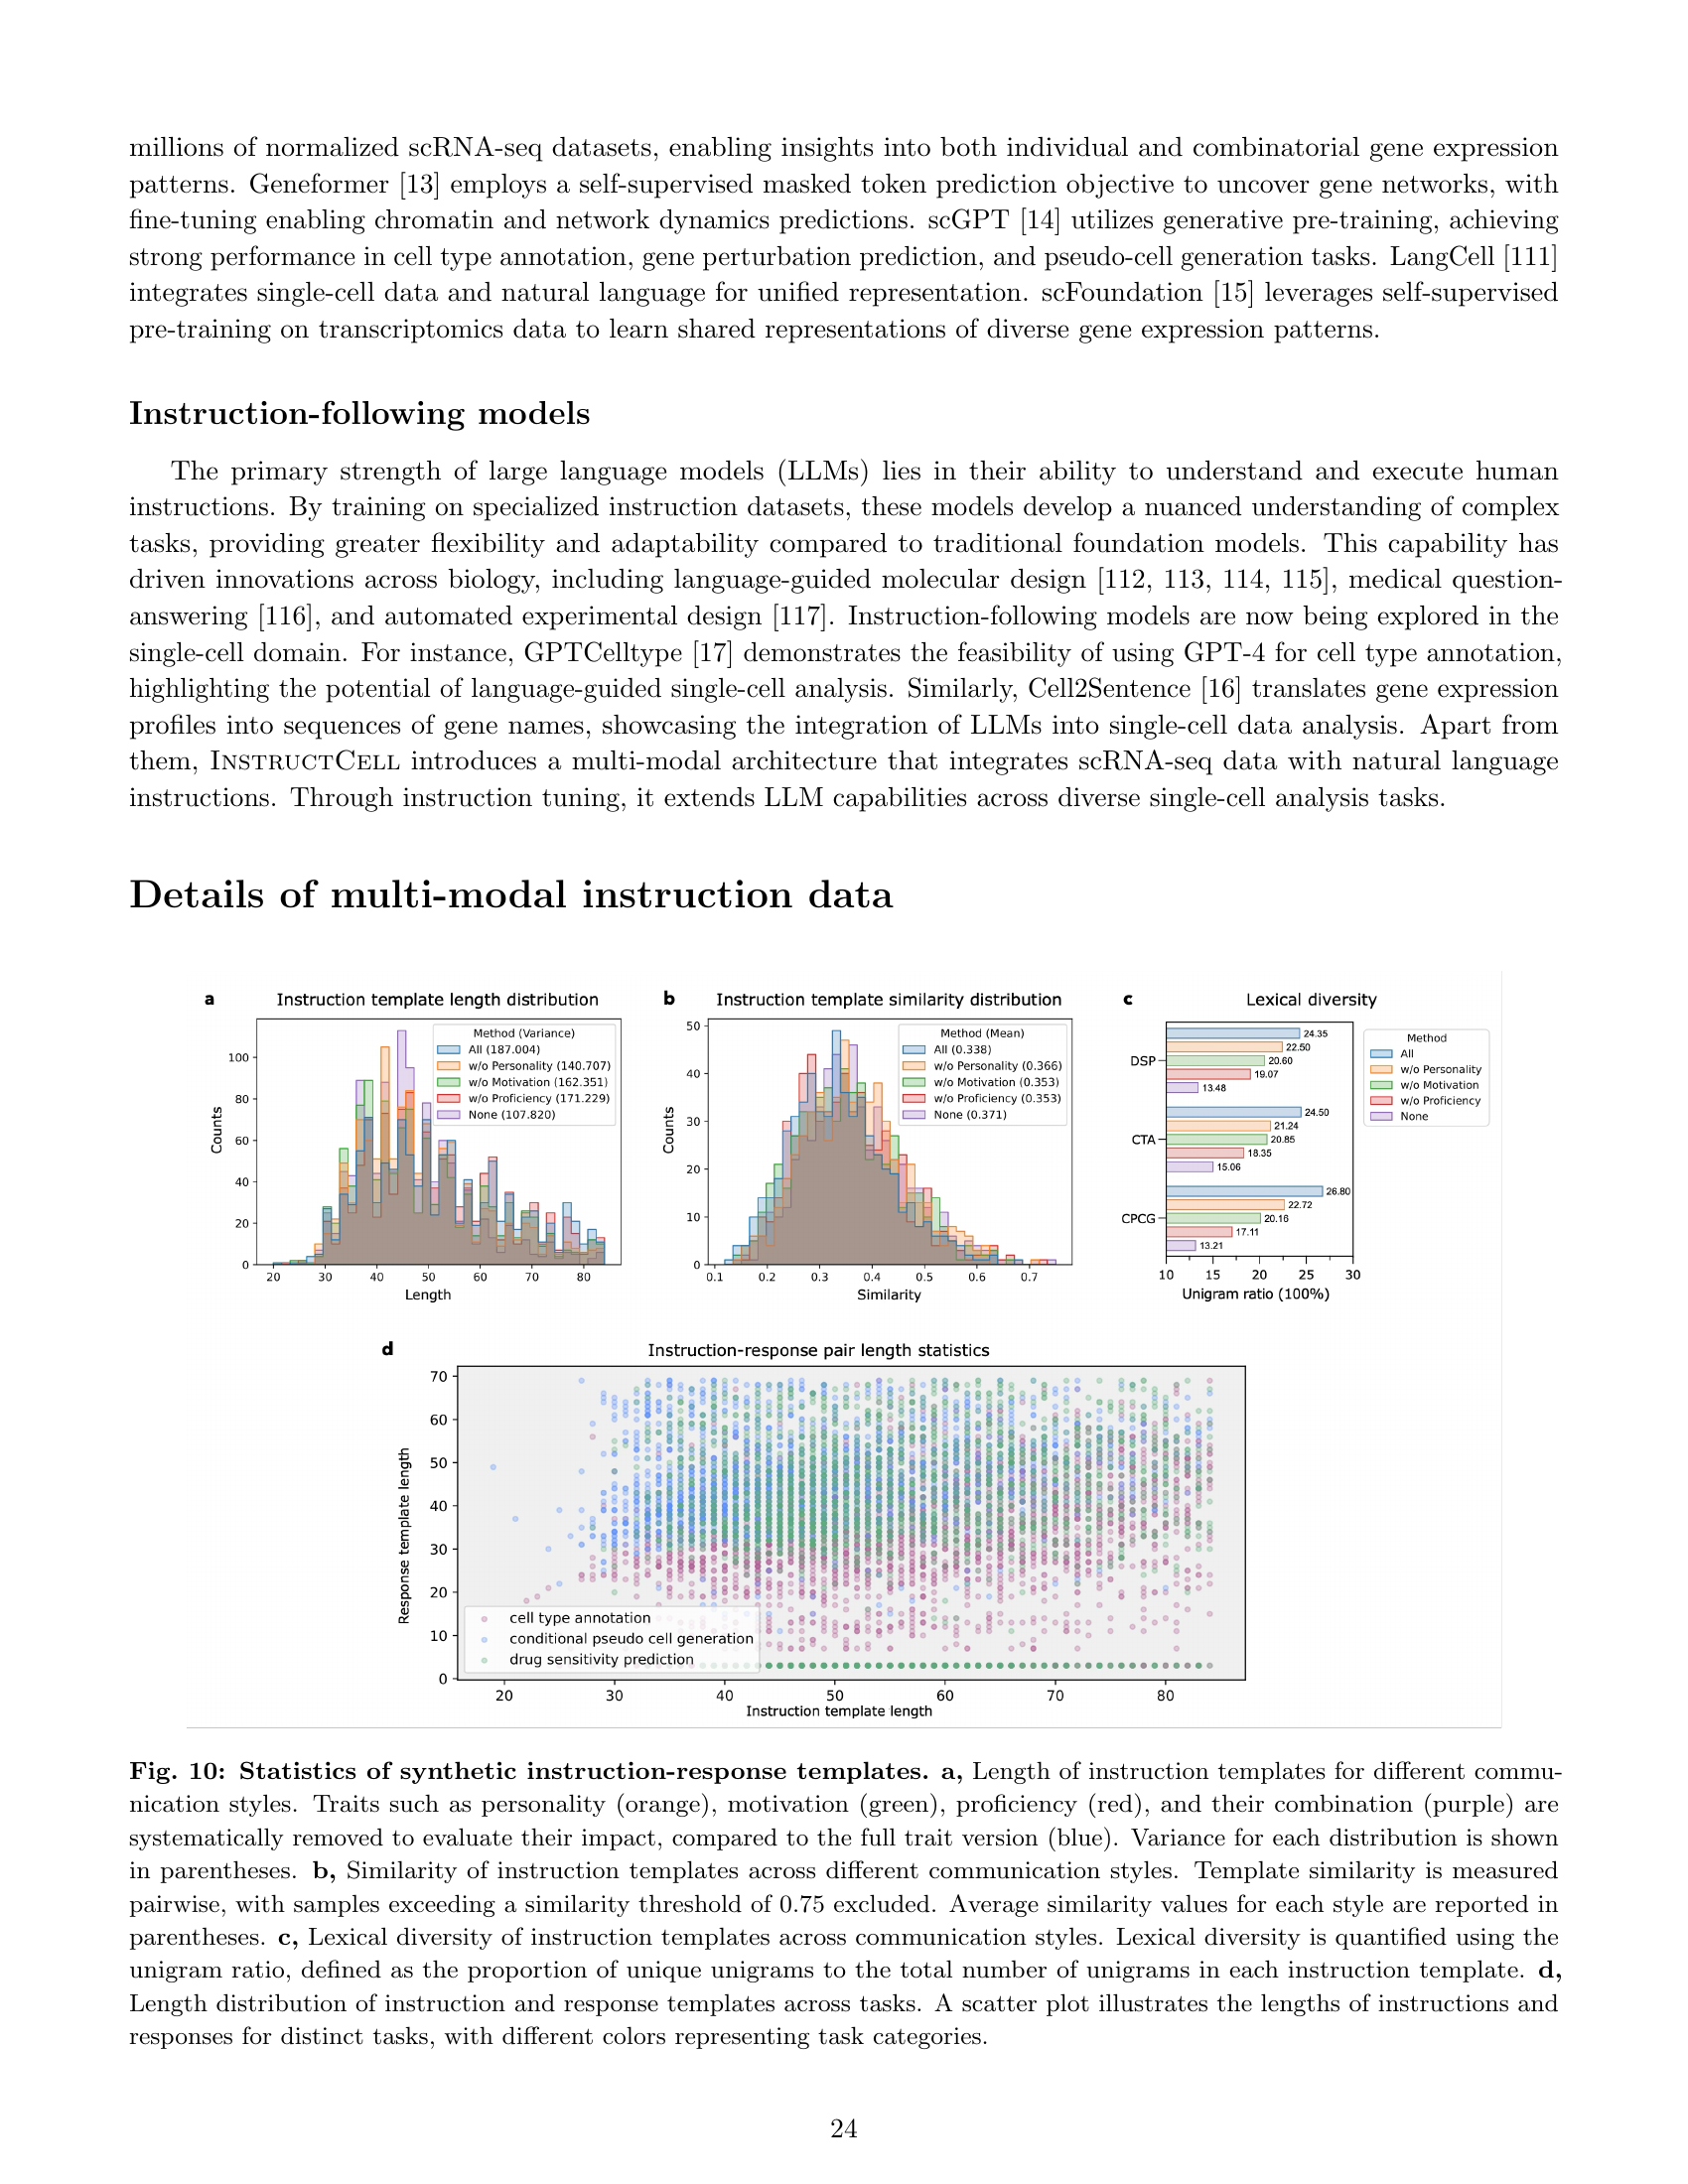 millions of normalized scRNA-seq datasets, enabling insights into both individual and combinatorial gene expression
patterns. Geneformer [13] employs a self-supervised masked token prediction objective to uncover gene networks, with
fine-tuning enabling chromatin and network dynamics predictions. scGPT [14] utilizes generative pre-training, achieving
strong performance in cell type annotation, gene perturbation prediction, and pseudo-cell generation tasks. LangCell [111]
integrates single-cell data and natural language for unified representation. scFoundation [15] leverages self-supervised
pre-training on transcriptomics data to learn shared representations of diverse gene expression patterns.
Instruction-following models
The primary strength of large language models (LLMs) lies in their ability to understand and execute human
instructions. By training on specialized instruction datasets, these models develop a nuanced understanding of complex
tasks, providing greater flexibility and adaptability compared to traditional foundation models. This capability has
driven innovations across biology, including language-guided molecular design [112, 113, 114, 115], medical question-
answering [116], and automated experimental design [117]. Instruction-following models are now being explored in the
single-cell domain. For instance, GPTCelltype [17] demonstrates the feasibility of using GPT-4 for cell type annotation,
highlighting the potential of language-guided single-cell analysis. Similarly, Cell2Sentence [16] translates gene expression
profiles into sequences of gene names, showcasing the integration of LLMs into single-cell data analysis. Apart from
them, INSTRUCTCELL introduces a multi-modal architecture that integrates scRNA-seq data with natural language
instructions. Through instruction tuning, it extends LLM capabilities across diverse single-cell analysis tasks.
Details of multi-modal instruction data
a
Instruction template length distribution
Method (Variance)
All (187.004)
w/o Personality (140.707)
w/o Motivation (162.351)
w/o Proficiency (171.229)
None (107.820)
Counts
100
80
60
40
20
0
20 30 40 50 60 70 80
Length
b
Instruction template similarity distribution
Method (Mean)
All (0.338)
w/o Personality (0.366)
w/o Motivation (0.353)
w/o Proficiency (0.353)
None (0.371)
Counts
50
40
30
20
10
0
0.1 0.2 0.3 0.4 0.5 0.6 0.7
Similarity
c
Lexical diversity
Method
All
w/o Personality
w/o Motivation
w/o Proficiency
None
DSP
24.35
22.50
20.60
19.07
13.48
CTA
24.50
21.24
20.85
18.35
15.06
CPCG
26.80
22.72
20.16
17.11
13.21
10 15 20 25 30
Unigram ratio (100%)
d
Instruction-response pair length statistics
Response template length
70
60
50
40
30
20
10
0
cell type annotation
conditional pseudo cell generation
drug sensitivity prediction
20 30 40 50 60 70 80
Instruction template length
Fig. 10: Statistics of synthetic instruction-response templates. a, Length of instruction templates for different commu-
nication styles. Traits such as personality (orange), motivation (green), proficiency (red), and their combination (purple) are
systematically removed to evaluate their impact, compared to the full trait version (blue). Variance for each distribution is shown
in parentheses. b, Similarity of instruction templates across different communication styles. Template similarity is measured
pairwise, with samples exceeding a similarity threshold of 0.75 excluded. Average similarity values for each style are reported in
parentheses. c, Lexical diversity of instruction templates across communication styles. Lexical diversity is quantified using the
unigram ratio, defined as the proportion of unique unigrams to the total number of unigrams in each instruction template. d,
Length distribution of instruction and response templates across tasks. A scatter plot illustrates the lengths of instructions and
responses for distinct tasks, with different colors representing task categories.
24